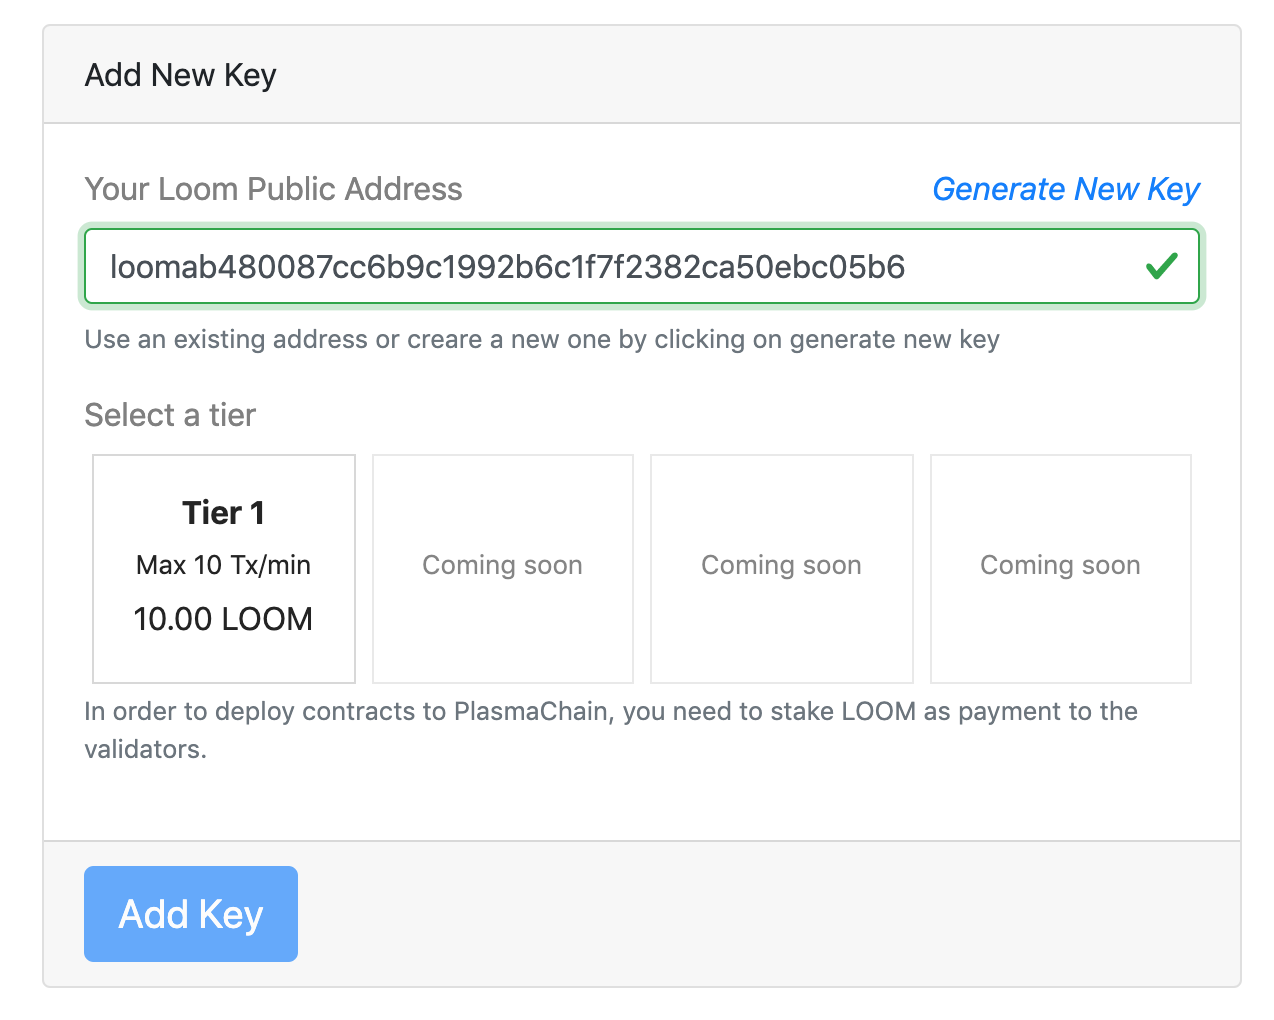 Add New Key
Your Loom Public Address
Generate New Key
loomab480087cc6b9c1992b6c1f7f2382ca50ebc05b6
Use an existing address or creare a new one by clicking on generate new key
Select a tier
Tier 1
Max 10 Tx/min
10.00 LOOM
Coming soon
Coming soon
Coming soon
In order to deploy contracts to PlasmaChain, you need to stake LOOM as payment to the
validators.
Add Key